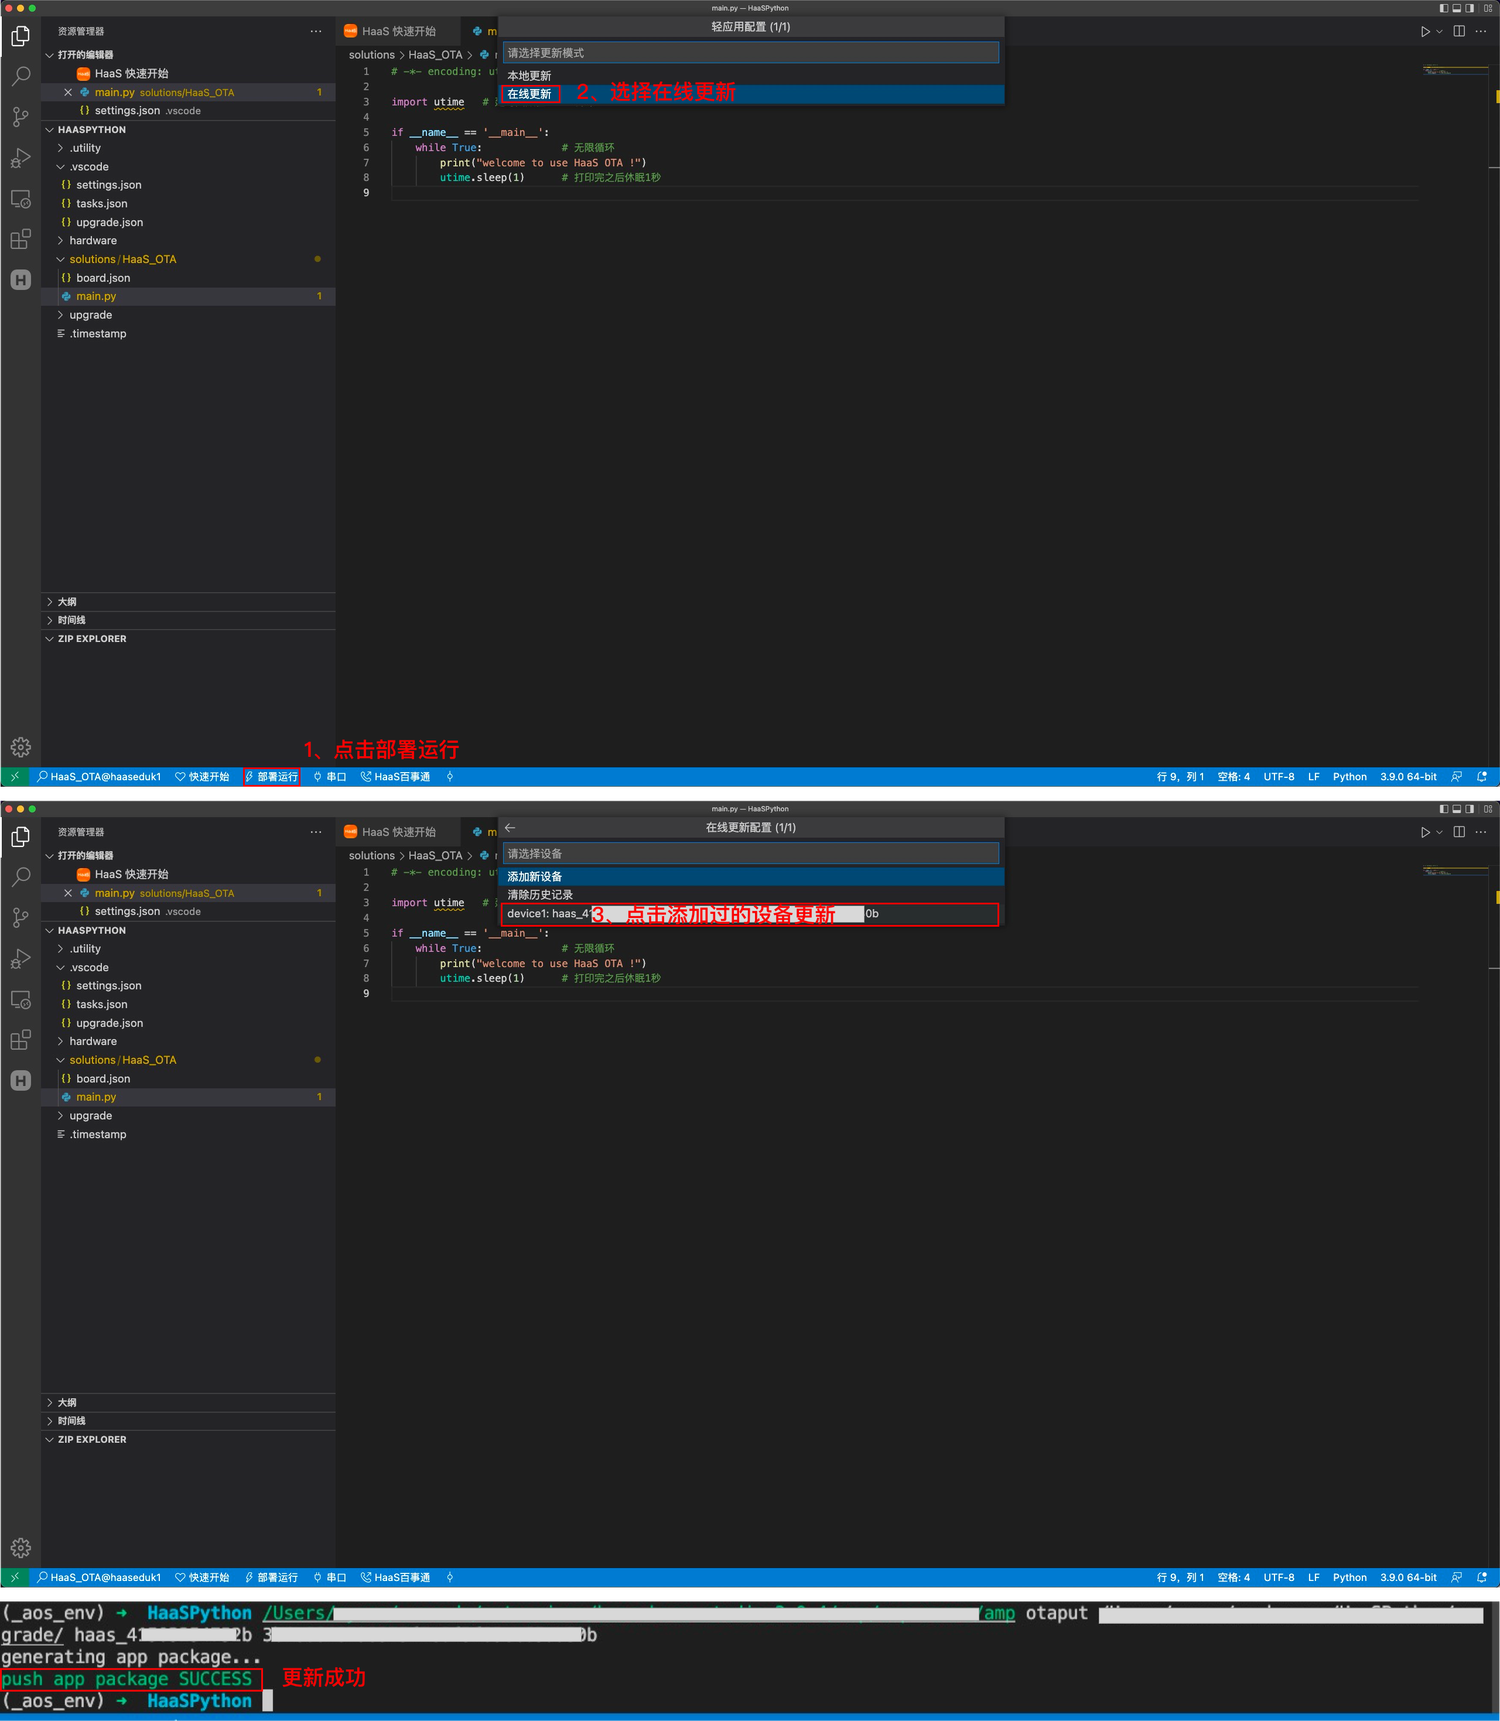 main.py — HaaSPython
资源管理器
HaaS 快速开始
轻应用配置 (1/1)
打开的编辑器
solutions > HaaS_OTA >
请选择更新模式
HaaS 快速开始
1 # -*- encoding:
本地更新
main.py solutions/HaaS_OTA 1
2
在线更新 2、选择在线更新
settings.json .vscode
3 import utime #
HAASPYTHON
4
.utility
5 if __name__ == '__main__':
6 while True: # 无限循环
.vscode
7 print("welcome to use HaaS OTA !")
settings.json
8 utime.sleep(1) # 打印完之后休眠1秒
9
tasks.json
upgrade.json
hardware
solutions/HaaS_OTA
board.json
main.py 1
upgrade
.timestamp
大纲
时间线
ZIP EXPLORER
1、点击部署运行
HaaS_OTA@haaseduk1 快速开始 部署运行 串口 HaaS百事通 行 9，列 1 空格: 4 UTF-8 LF Python 3.9.0 64-bit
main.py — HaaSPython
资源管理器
HaaS 快速开始
在线更新配置 (1/1)
打开的编辑器
solutions > HaaS_OTA >
请选择设备
HaaS 快速开始
1 # -*- encoding:
添加新设备
main.py solutions/HaaS_OTA 1
2
清除历史记录
settings.json .vscode
3 import utime #
device1: haas_41 3、点击添加过的设备更新 0b
HAASPYTHON
4
.utility
5 if __name__ == '__main__':
6 while True: # 无限循环
.vscode
7 print("welcome to use HaaS OTA !")
settings.json
8 utime.sleep(1) # 打印完之后休眠1秒
9
tasks.json
upgrade.json
hardware
solutions/HaaS_OTA
board.json
main.py 1
upgrade
.timestamp
大纲
时间线
ZIP EXPLORER
HaaS_OTA@haaseduk1 快速开始 部署运行 串口 HaaS百事通 行 9，列 1 空格: 4 UTF-8 LF Python 3.9.0 64-bit
(_aos_env) ➜ HaaSPython /Users/ /amp otaput
grade/ haas_41 2b 3 0b
generating app package...
push app package SUCCESS 更新成功
(_aos_env) ➜ HaaSPython